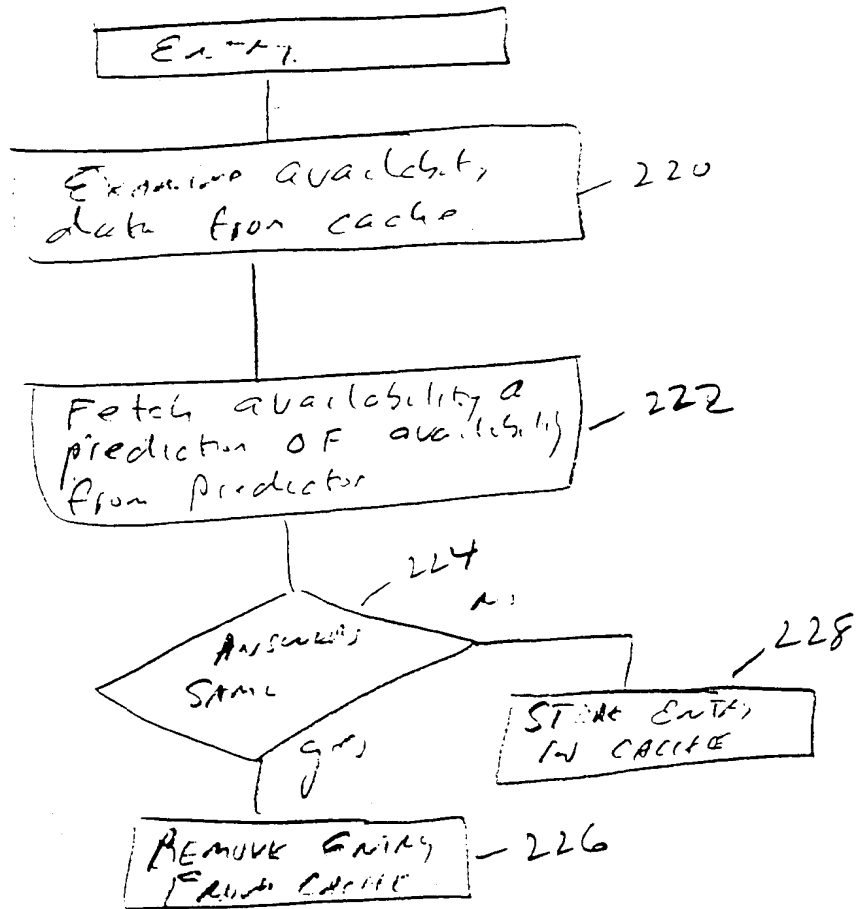 Entry
Examine availability
data from cache
220
Fetch availability a
prediction OF availability
from Predictor
222
224
no
ANSWERS
SAME
228
STORE ENTRY
IN CACHE
yes
REMOVE ENTRY
FROM CACHE
226